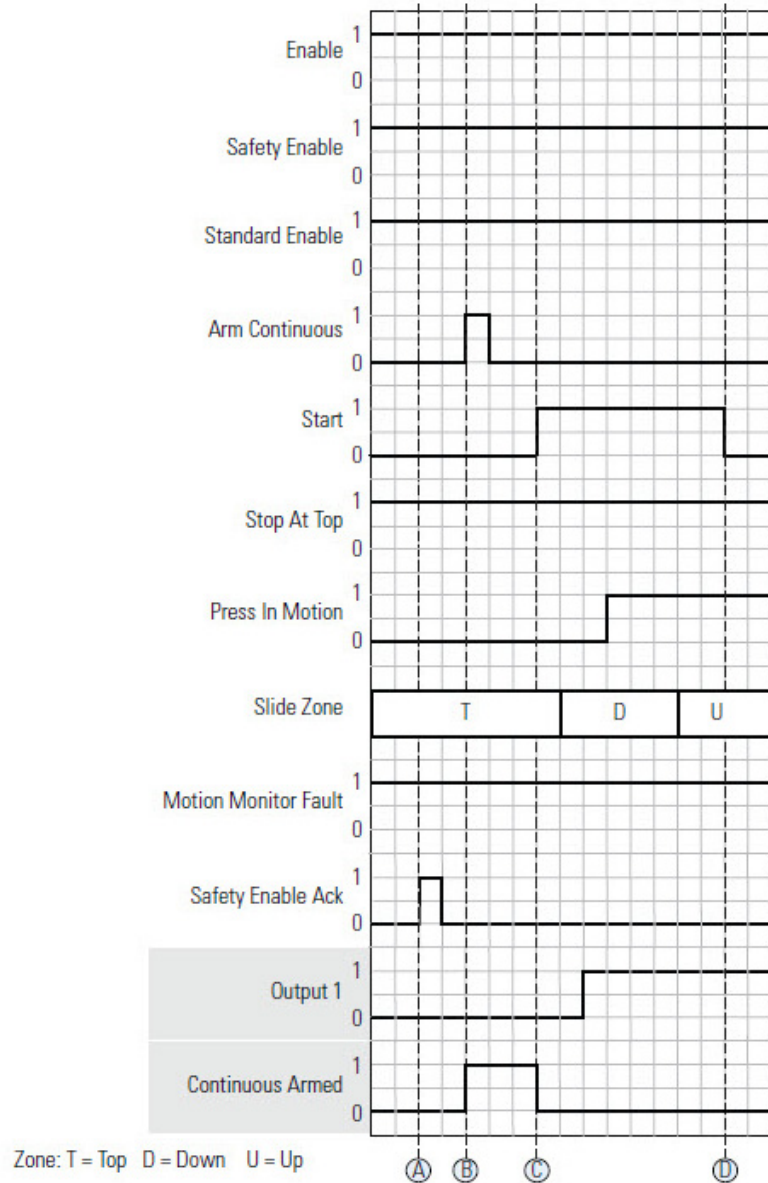 Enable 1
0
Safety Enable 1
0
Standard Enable 1
0
Arm Continuous 1
0
Start 1
0
Stop At Top 1
0
Press In Motion 1
0
Slide Zone T D U
Motion Monitor Fault 1
0
Safety Enable Ack 1
0
Output 1 1
0
Continuous Armed 1
0
Zone: T = Top D = Down U = Up
A B C D